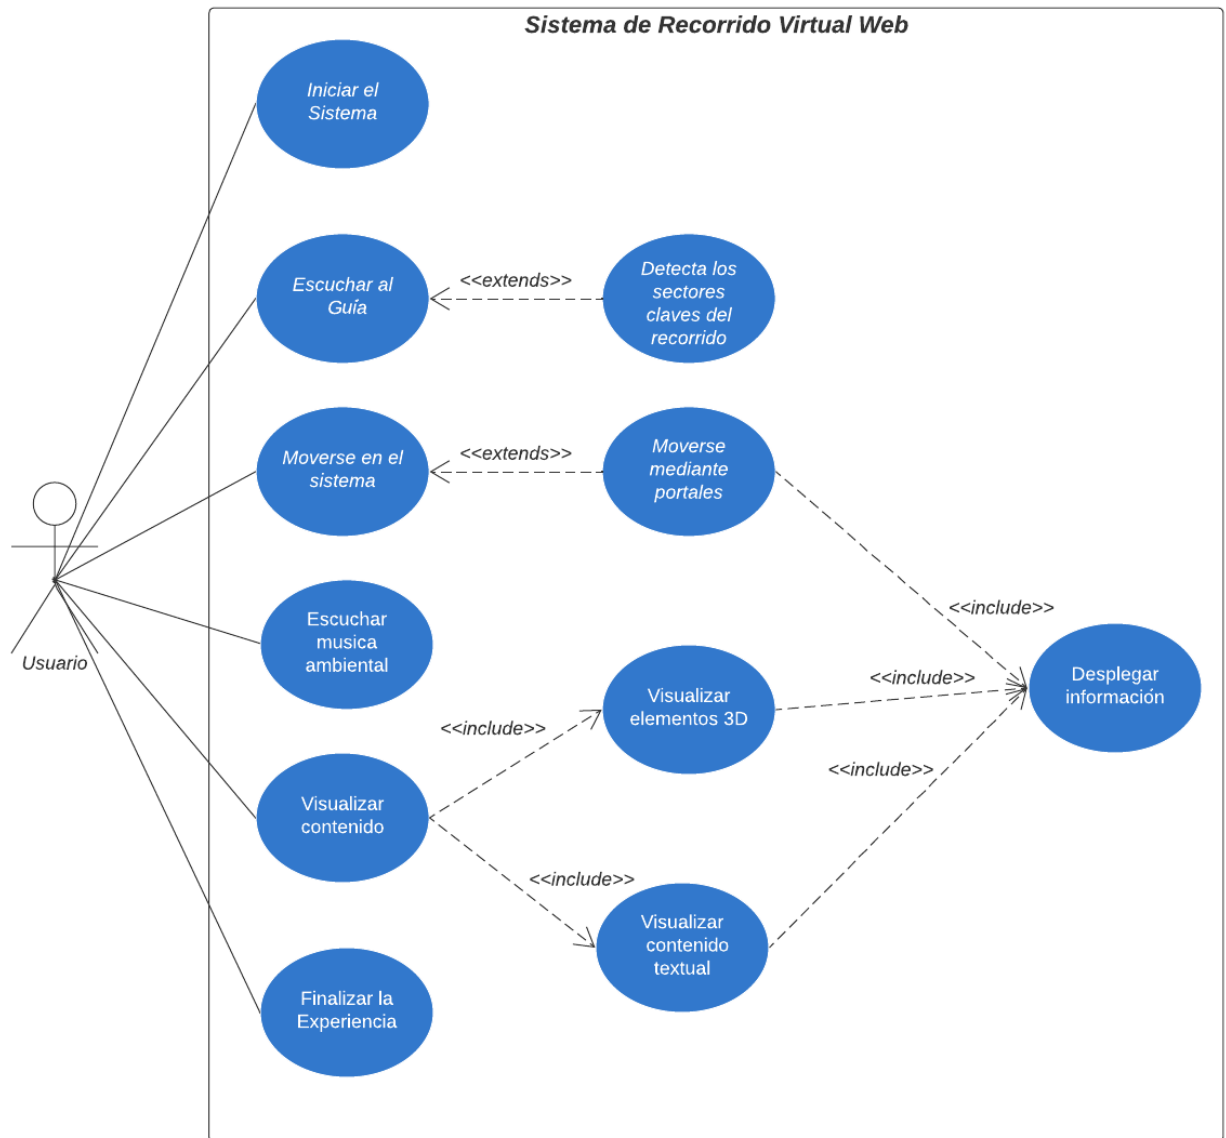 Sistema de Recorrido Virtual Web
Iniciar el
Sistema
Escuchar al
Guía
<<extends>>
Detecta los
sectores
claves del
recorrido
Moverse en el
sistema
<<extends>>
Moverse
mediante
portales
Usuario
Escuchar
musica
ambiental
<<include>>
Desplegar
información
<<include>>
Visualizar
elementos 3D
<<include>>
<<include>>
Visualizar
contenido
<<include>>
Visualizar
contenido
textual
Finalizar la
Experiencia